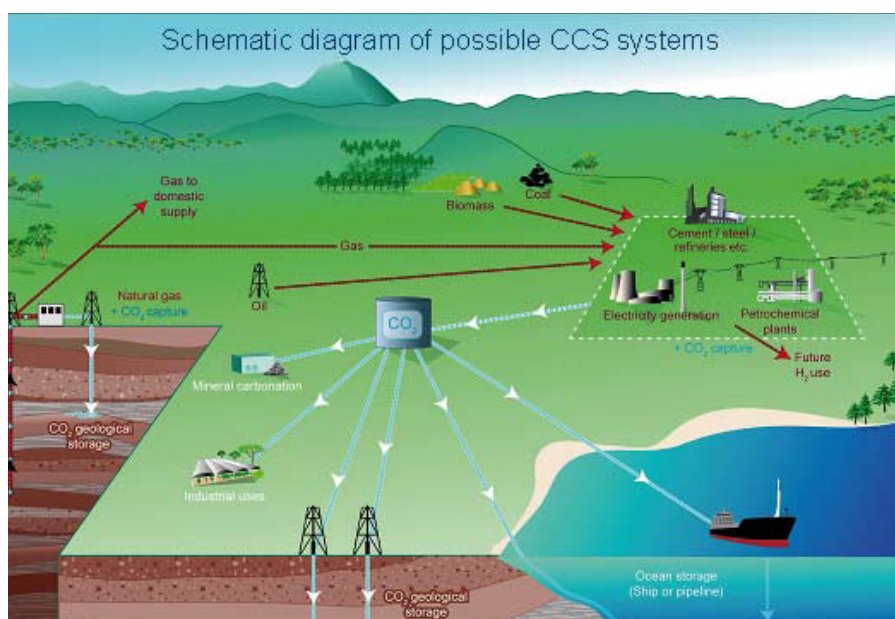 Schematic diagram of possible CCS systems
Gas to
domestic
supply
Biomass
Coal
Cement / steel /
refineries etc.
Gas
Oil
Natural gas
+ CO₂ capture
CO₂
Electricity generation
Petrochemical
plants
+ CO₂ capture
Future
H₂ use
Mineral carbonation
CO₂ geological
storage
Industrial uses
CO₂ geological
storage
Ocean storage
(Ship or pipeline)